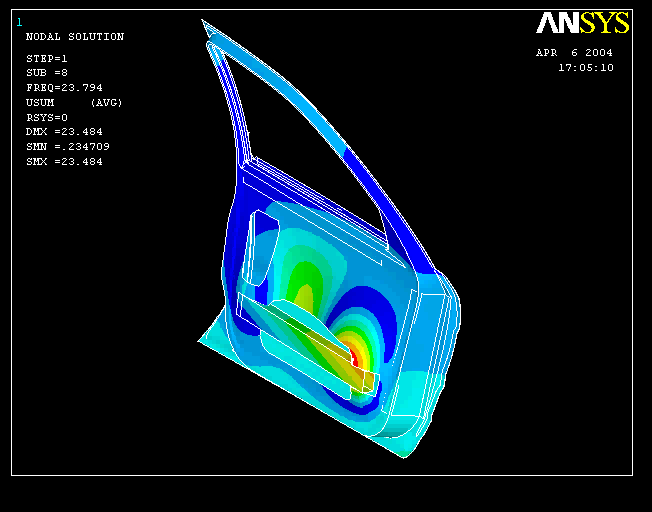 1
NODAL SOLUTION
STEP=1
SUB =8
FREQ=23.794
USUM (AVG)
RSYS=0
DMX =23.484
SMN =.234709
SMX =23.484
ANSYS
APR 6 2004
17:05:10